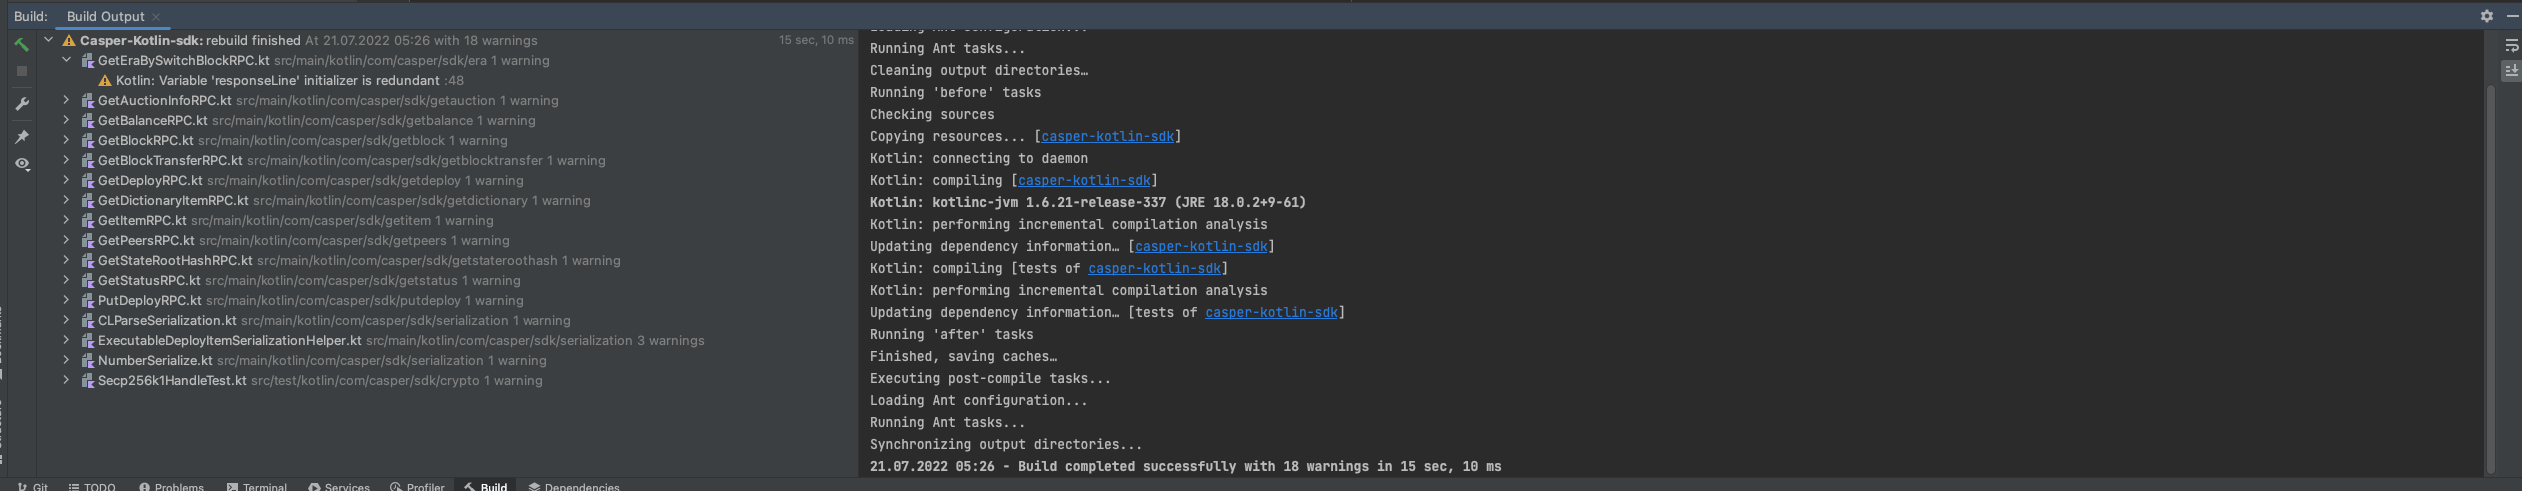 Build: Build Output
Casper-Kotlin-sdk: rebuild finished At 21.07.2022 05:26 with 18 warnings 15 sec, 10 ms
GetEraBySwitchBlockRPC.kt src/main/kotlin/com/casper/sdk/era 1 warning
Kotlin: Variable 'responseLine' initializer is redundant :48
GetAuctionInfoRPC.kt src/main/kotlin/com/casper/sdk/getauction 1 warning
GetBalanceRPC.kt src/main/kotlin/com/casper/sdk/getbalance 1 warning
GetBlockRPC.kt src/main/kotlin/com/casper/sdk/getblock 1 warning
GetBlockTransferRPC.kt src/main/kotlin/com/casper/sdk/getblocktransfer 1 warning
GetDeployRPC.kt src/main/kotlin/com/casper/sdk/getdeploy 1 warning
GetDictionaryItemRPC.kt src/main/kotlin/com/casper/sdk/getdictionary 1 warning
GetItemRPC.kt src/main/kotlin/com/casper/sdk/getitem 1 warning
GetPeersRPC.kt src/main/kotlin/com/casper/sdk/getpeers 1 warning
GetStateRootHashRPC.kt src/main/kotlin/com/casper/sdk/getstateroothash 1 warning
GetStatusRPC.kt src/main/kotlin/com/casper/sdk/getstatus 1 warning
PutDeployRPC.kt src/main/kotlin/com/casper/sdk/putdeploy 1 warning
CLParseSerialization.kt src/main/kotlin/com/casper/sdk/serialization 1 warning
ExecutableDeployItemSerializationHelper.kt src/main/kotlin/com/casper/sdk/serialization 3 warnings
NumberSerialize.kt src/main/kotlin/com/casper/sdk/serialization 1 warning
Secp256k1HandleTest.kt src/test/kotlin/com/casper/sdk/crypto 1 warning
Loading Ant configuration...
Running Ant tasks...
Cleaning output directories…
Running 'before' tasks
Checking sources
Copying resources... [casper-kotlin-sdk]
Kotlin: connecting to daemon
Kotlin: compiling [casper-kotlin-sdk]
Kotlin: kotlinc-jvm 1.6.21-release-337 (JRE 18.0.2+9-61)
Kotlin: performing incremental compilation analysis
Updating dependency information… [casper-kotlin-sdk]
Kotlin: compiling [tests of casper-kotlin-sdk]
Kotlin: performing incremental compilation analysis
Updating dependency information… [tests of casper-kotlin-sdk]
Running 'after' tasks
Finished, saving caches…
Executing post-compile tasks...
Loading Ant configuration...
Running Ant tasks...
Synchronizing output directories...
21.07.2022 05:26 - Build completed successfully with 18 warnings in 15 sec, 10 ms
Git TODO Problems Terminal Services Profiler Build Dependencies